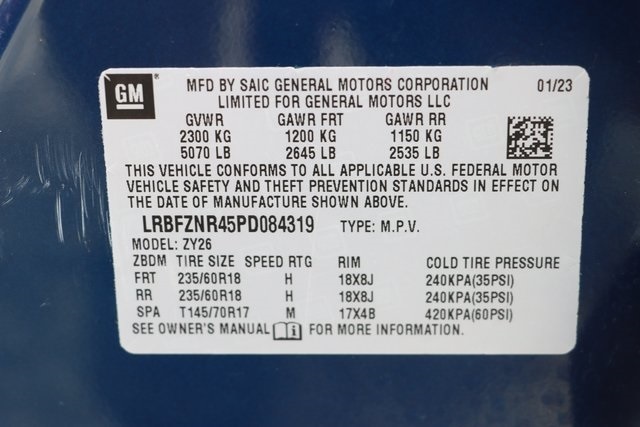 GM
MFD BY SAIC GENERAL MOTORS CORPORATION 01/23
LIMITED FOR GENERAL MOTORS LLC
GVWR GAWR FRT GAWR RR
2300 KG 1200 KG 1150 KG
5070 LB 2645 LB 2535 LB
THIS VEHICLE CONFORMS TO ALL APPLICABLE U.S. FEDERAL MOTOR
VEHICLE SAFETY AND THEFT PREVENTION STANDARDS IN EFFECT ON
THE DATE OF MANUFACTURE SHOWN ABOVE.
LRBFZNR45PD084319 TYPE: M.P.V.
MODEL: ZY26
ZBDM TIRE SIZE SPEED RTG RIM COLD TIRE PRESSURE
FRT 235/60R18 H 18X8J 240KPA(35PSI)
RR 235/60R18 H 18X8J 240KPA(35PSI)
SPA T145/70R17 M 17X4B 420KPA(60PSI)
SEE OWNER'S MANUAL i FOR MORE INFORMATION.